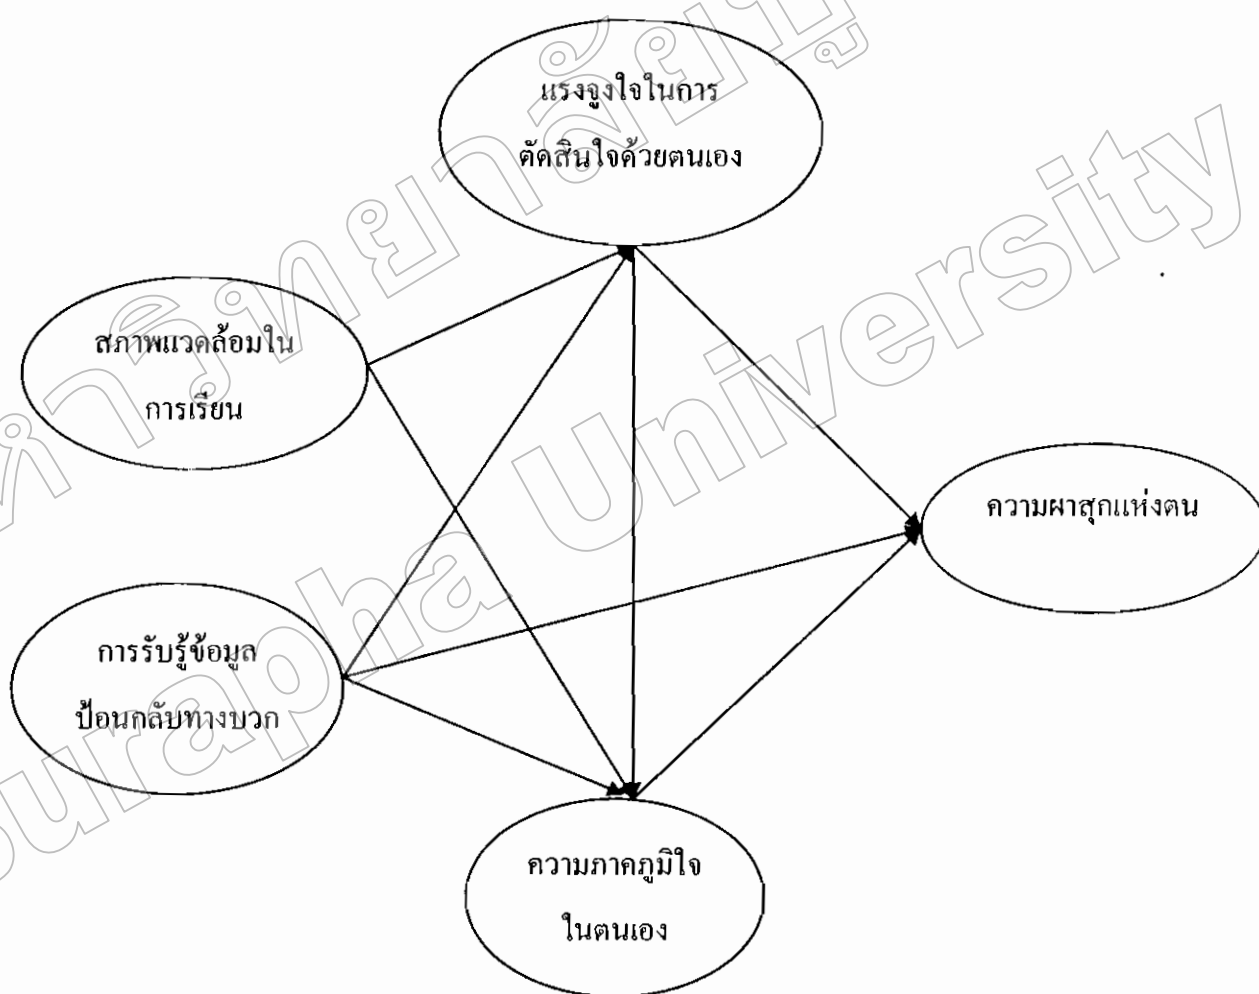 แรงจูงใจในการ
ตัดสินใจด้วยตนเอง
สภาพแวดล้อมใน
การเรียน
ความผาสุกแห่งตน
การรับรู้ข้อมูล
ป้อนกลับทางบวก
ความภาคภูมิใจ
ในตนเอง
Burapha University